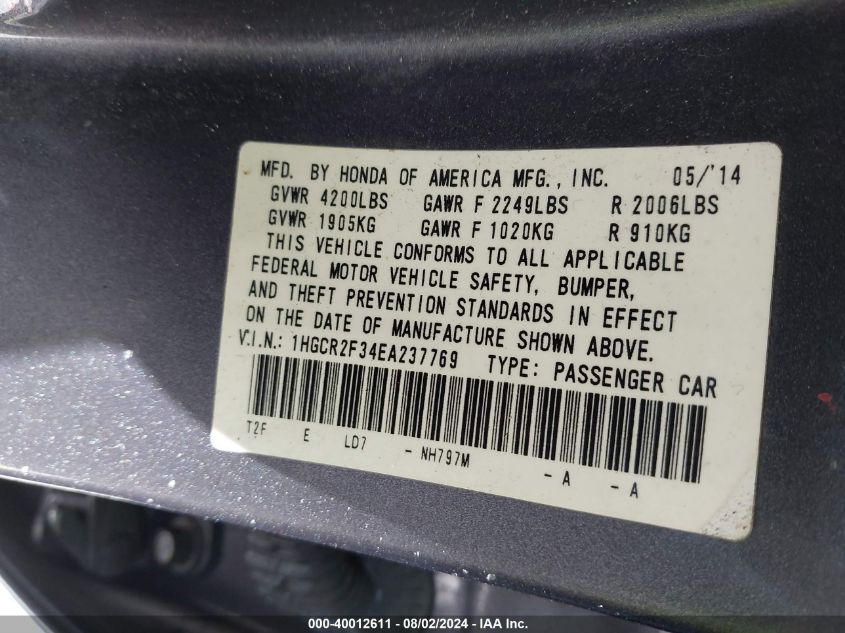 MFD. BY HONDA OF AMERICA MFG., INC. 05/'14
GVWR 4200LBS GAWR F 2249LBS R 2006LBS
GVWR 1905KG GAWR F 1020KG R 910KG
THIS VEHICLE CONFORMS TO ALL APPLICABLE
FEDERAL MOTOR VEHICLE SAFETY, BUMPER,
AND THEFT PREVENTION STANDARDS IN EFFECT
ON THE DATE OF MANUFACTURE SHOWN ABOVE.
V.I.N.: 1HGCR2F34EA237769 TYPE: PASSENGER CAR
T2F E LD7 - NH797M - A - A
000-40012611 - 08/02/2024 - IAA Inc.